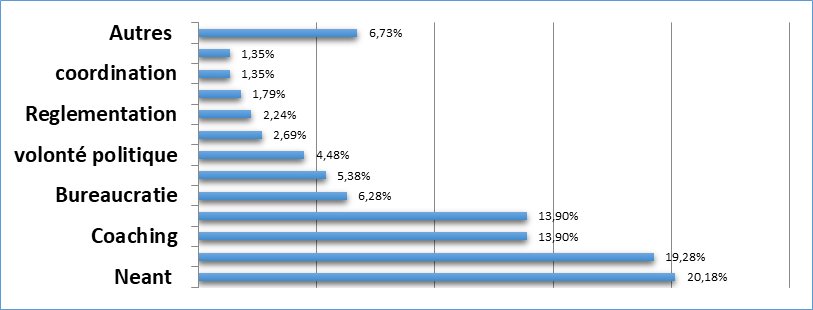 Autres 6,73%
1,35%
coordination 1,35%
1,79%
Reglementation 2,24%
2,69%
volonté politique 4,48%
5,38%
Bureaucratie 6,28%
13,90%
Coaching 13,90%
19,28%
Neant 20,18%